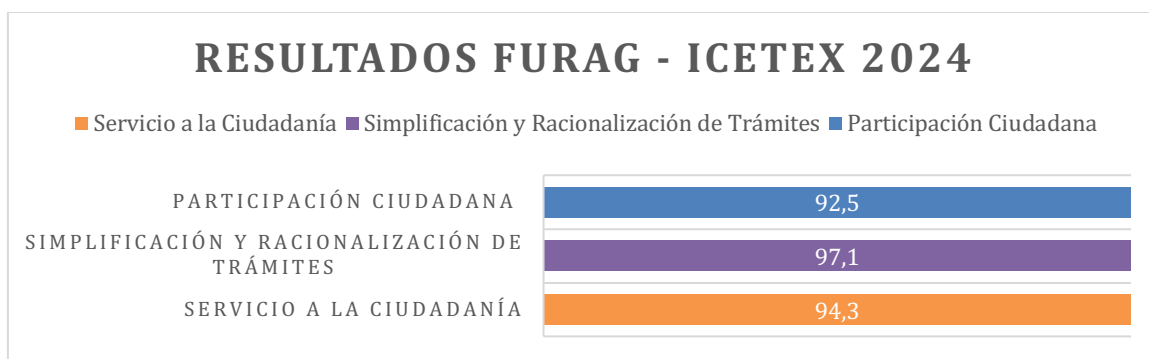 RESULTADOS FURAG - ICETEX 2024
Servicio a la Ciudadanía Simplificación y Racionalización de Trámites Participación Ciudadana
PARTICIPACIÓN CIUDADANA 92,5
SIMPLIFICACIÓN Y RACIONALIZACIÓN DE
TRÁMITES 97,1
SERVICIO A LA CIUDADANÍA 94,3